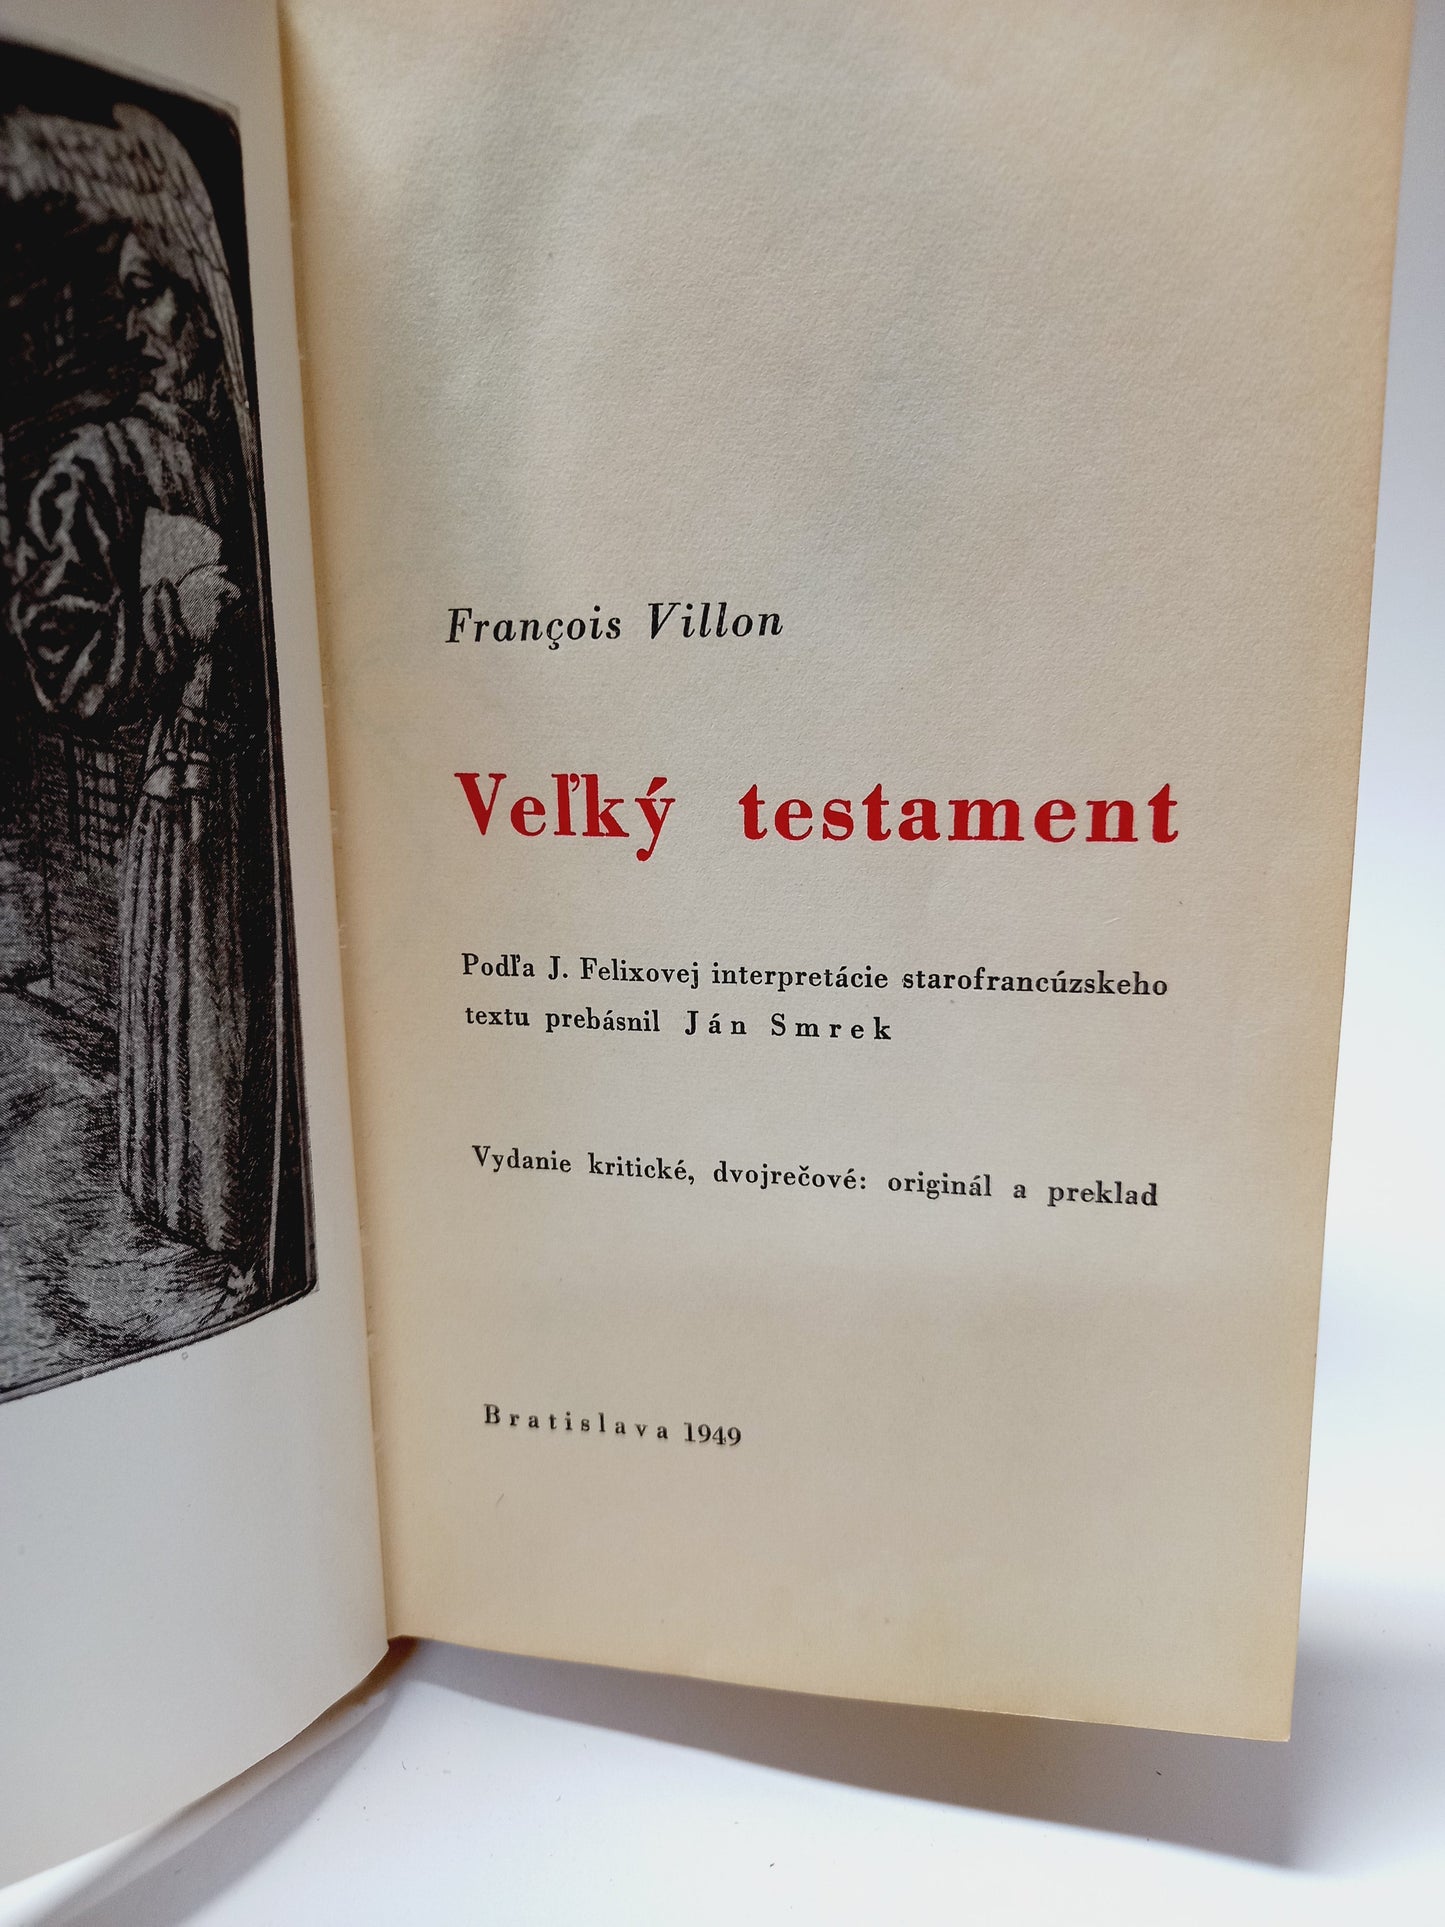 François Villon
Veľký testament
Podľa J. Felixovej interpretácie starofrancúzskeho
textu prebásnil Ján Smrek
Vydanie kritické, dvojrečové: originál a preklad
Bratislava 1949